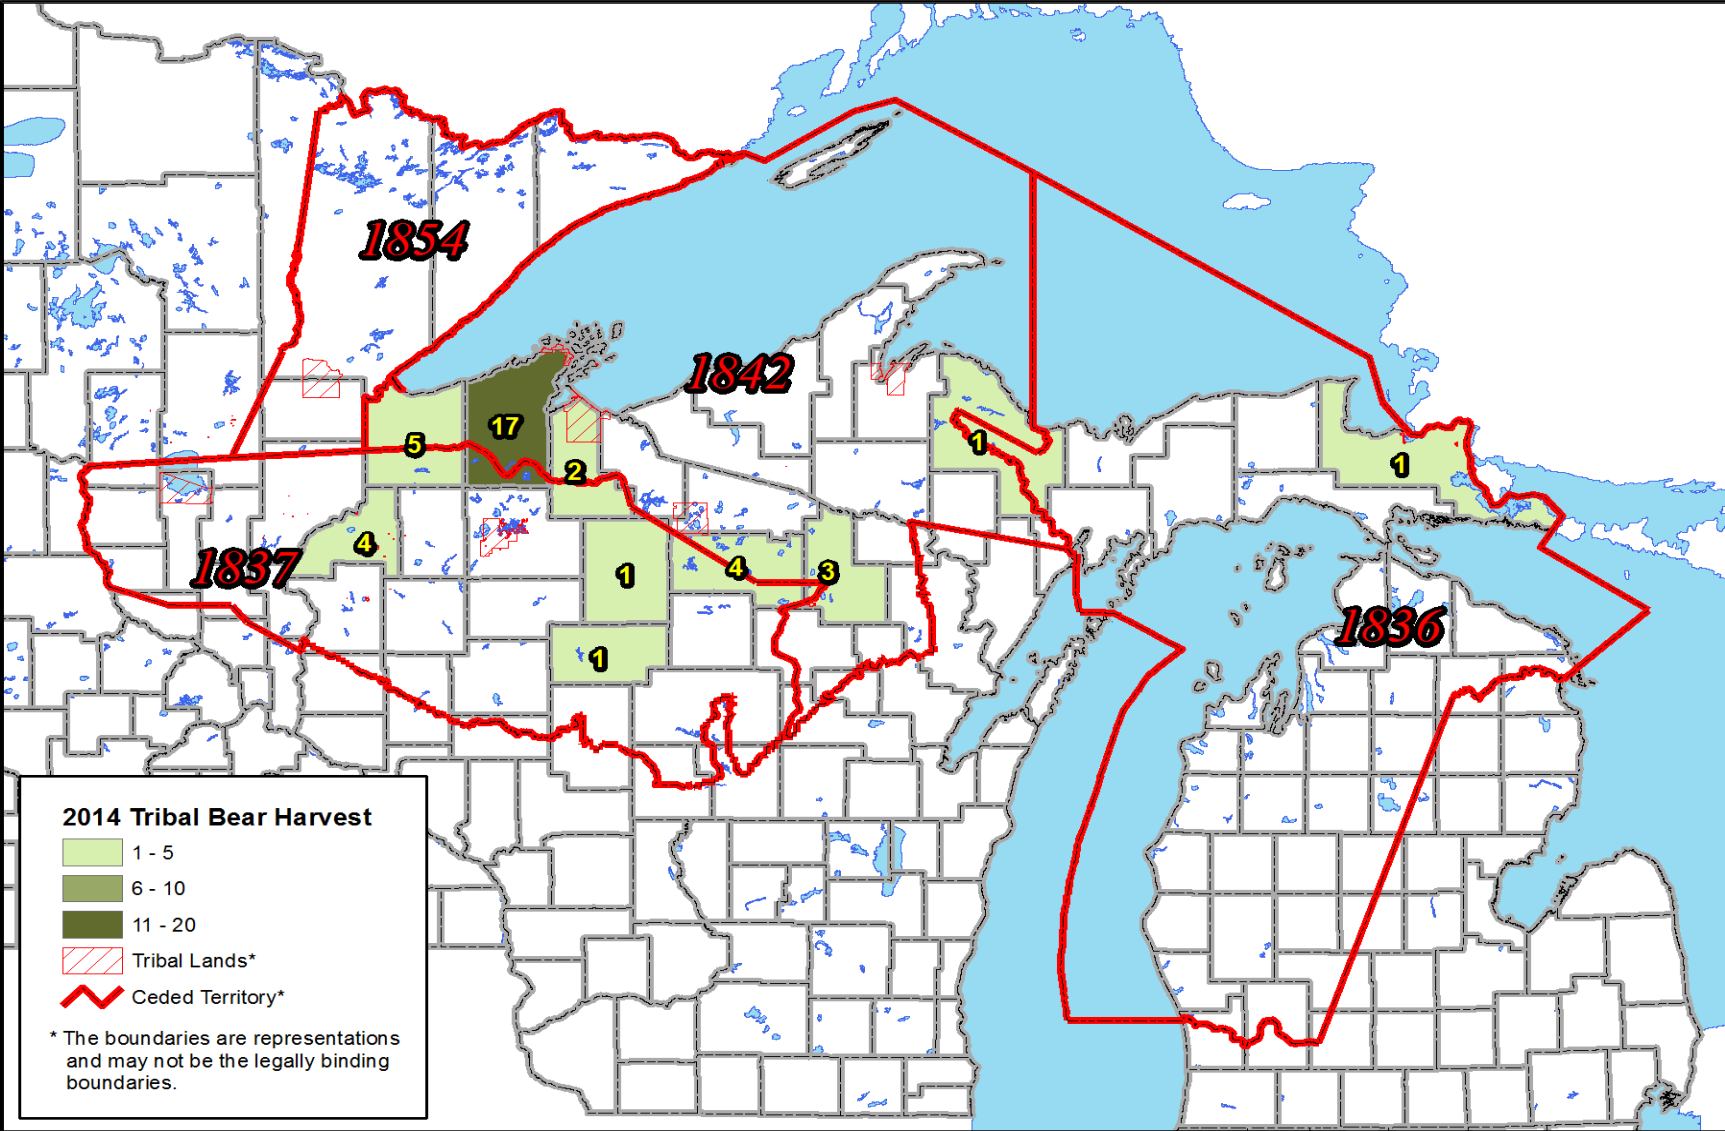 1854
1842
17
5
1
2
1
4
1837
1
4
3
1836
1
2014 Tribal Bear Harvest
1 - 5
6 - 10
11 - 20
Tribal Lands*
Ceded Territory*
* The boundaries are representations
and may not be the legally binding
boundaries.